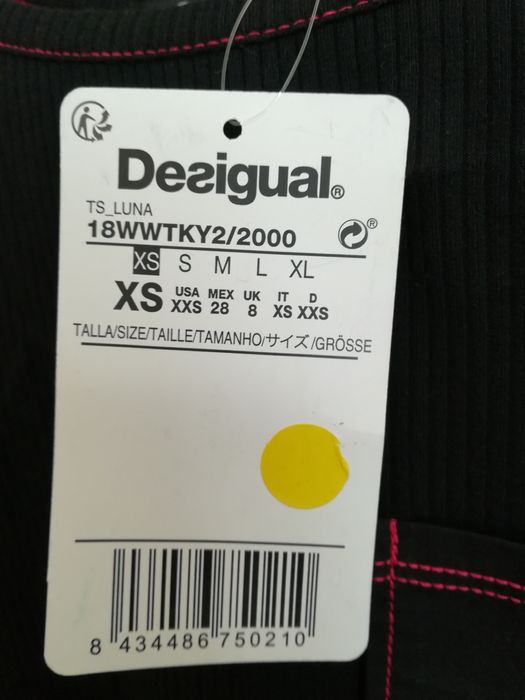 Desigual®
TS_LUNA
18WWTKY2/2000
®
XS S M L XL
XS USA XXS MEX 28 UK 8 IT XS D XXS
TALLA/SIZE/TAILLE/TAMANHO/サイズ/GRÖSSE
8 434486 750210